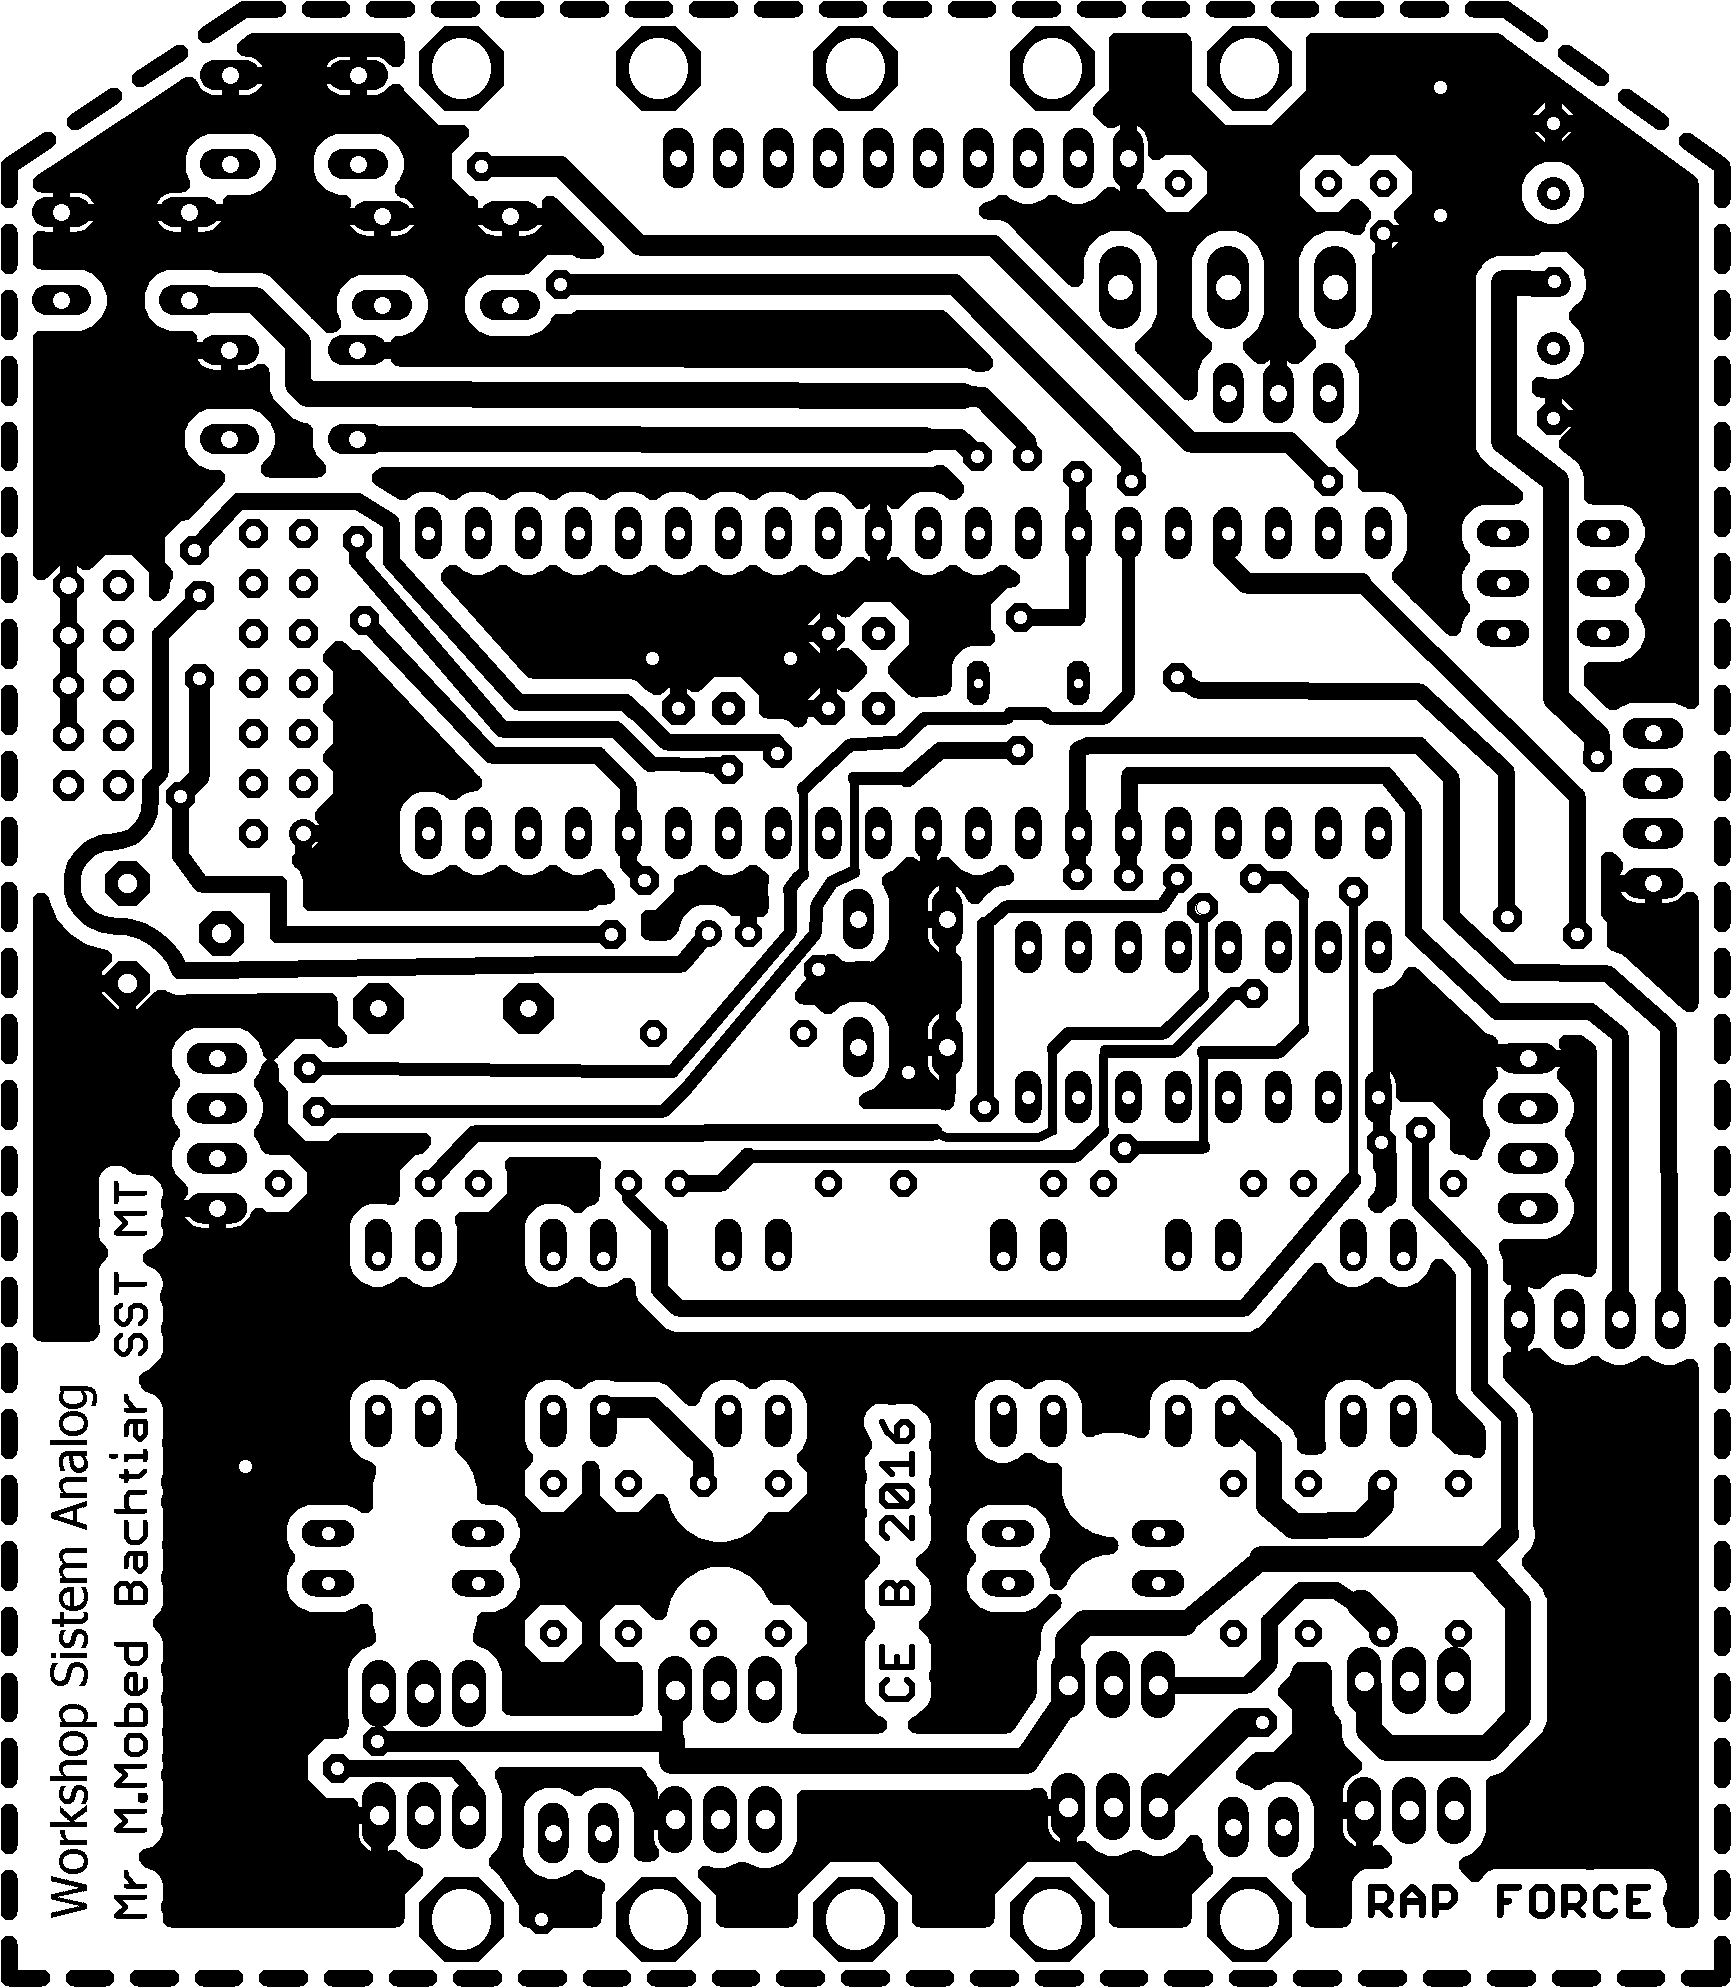 Workshop Sistem Analog
Mr M.Mobed Bachtiar SST MT
CE B 2016
RAP FORCE